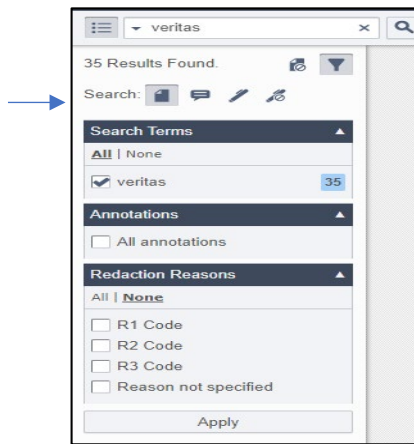 veritas
35 Results Found.
Search:
Search Terms
All | None
veritas 35
Annotations
All annotations
Redaction Reasons
All | None
R1 Code
R2 Code
R3 Code
Reason not specified
Apply